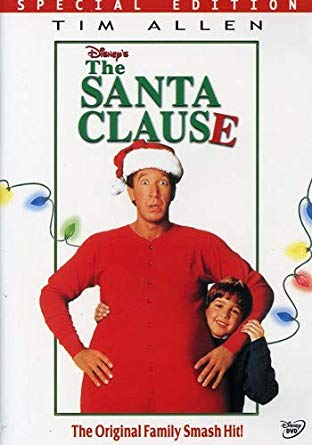 SPECIAL EDITION
TIM ALLEN
Disney's
The
SANTA
CLAUSE
The Original Family Smash Hit!
Disney
DVD